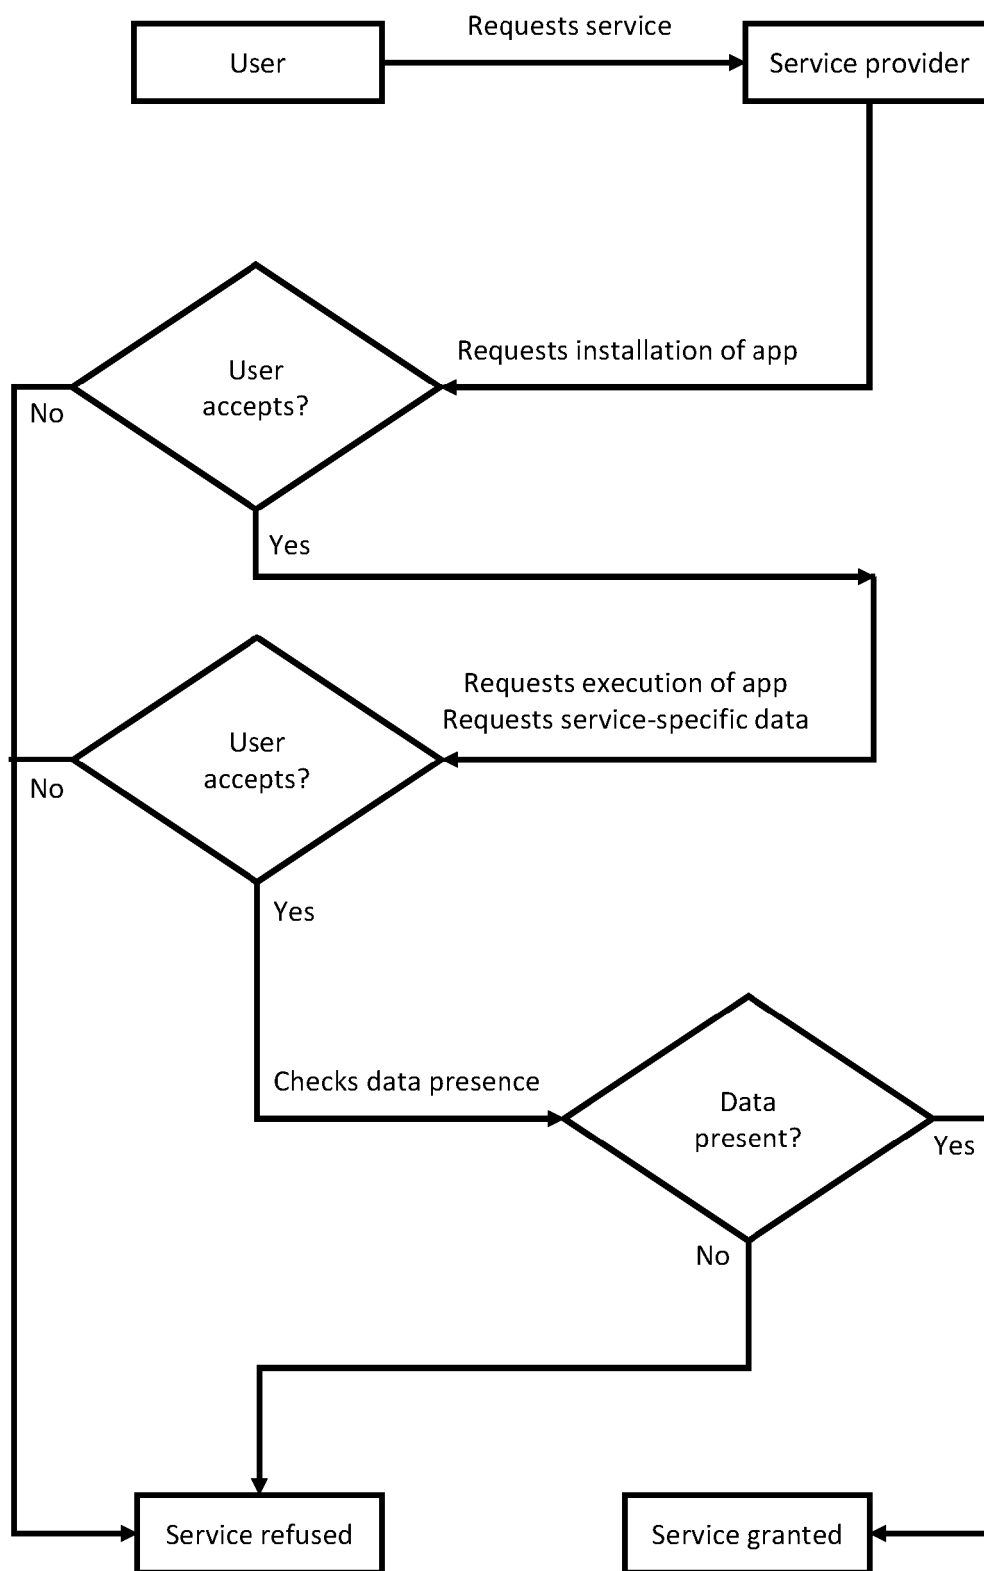 Requests service
User
Service provider
Requests installation of app
User
accepts?
No
Yes
Requests execution of app
Requests service-specific data
User
accepts?
No
Yes
Checks data presence
Data
present?
Yes
No
Service refused
Service granted